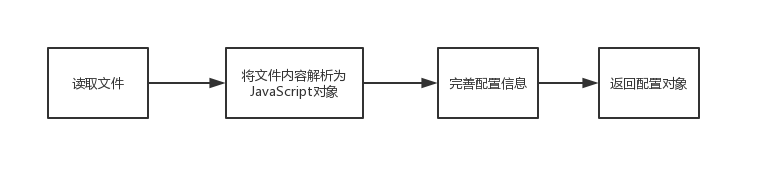 读取文件
将文件内容解析为
JavaScript对象
完善配置信息
返回配置对象